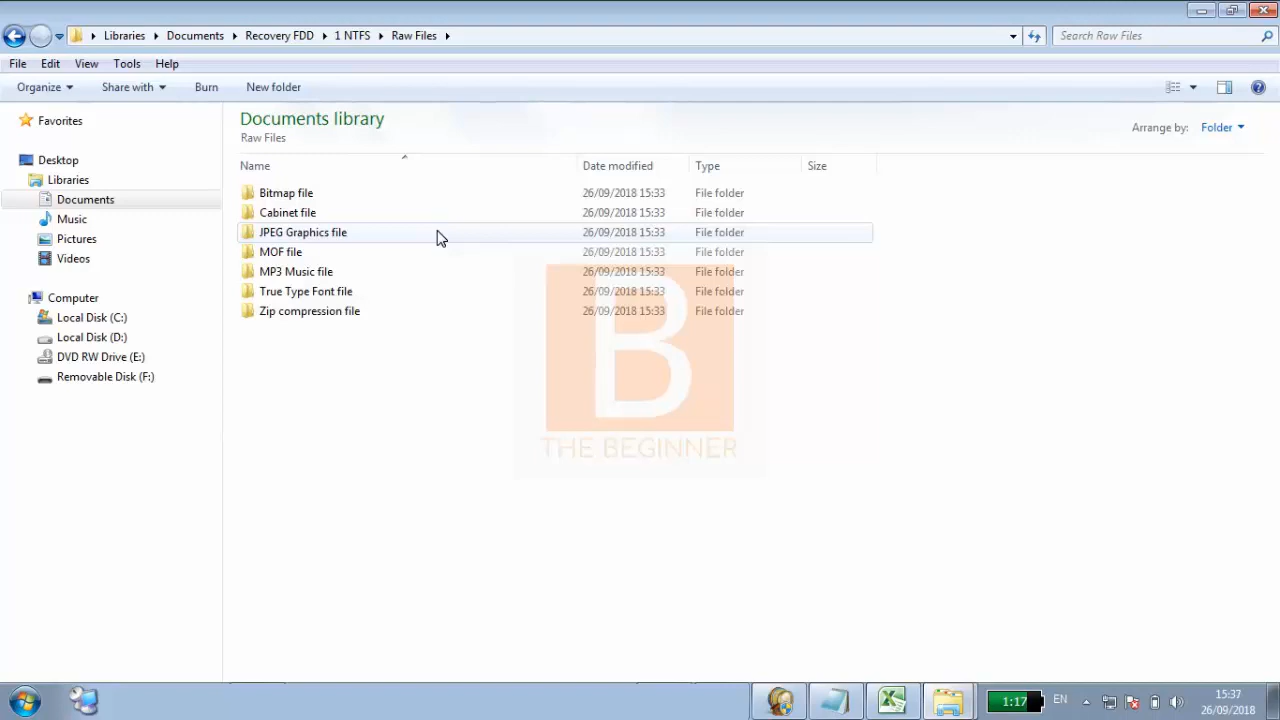 Libraries Documents Recovery FDD 1 NTFS Raw Files Search Raw Files
File Edit View Tools Help
Organize Share with Burn New folder
Favorites
Desktop
Libraries
Documents
Music
Pictures
Videos
Computer
Local Disk (C:)
Local Disk (D:)
DVD RW Drive (E:)
Removable Disk (F:)
Documents library
Raw Files
Arrange by: Folder
Name Date modified Type Size
Bitmap file 26/09/2018 15:33 File folder
Cabinet file 26/09/2018 15:33 File folder
JPEG Graphics file 26/09/2018 15:33 File folder
MOF file 26/09/2018 15:33 File folder
MP3 Music file 26/09/2018 15:33 File folder
True Type Font file 26/09/2018 15:33 File folder
Zip compression file 26/09/2018 15:33 File folder
B
THE BEGINNER
1:17 EN 15:37
26/09/2018